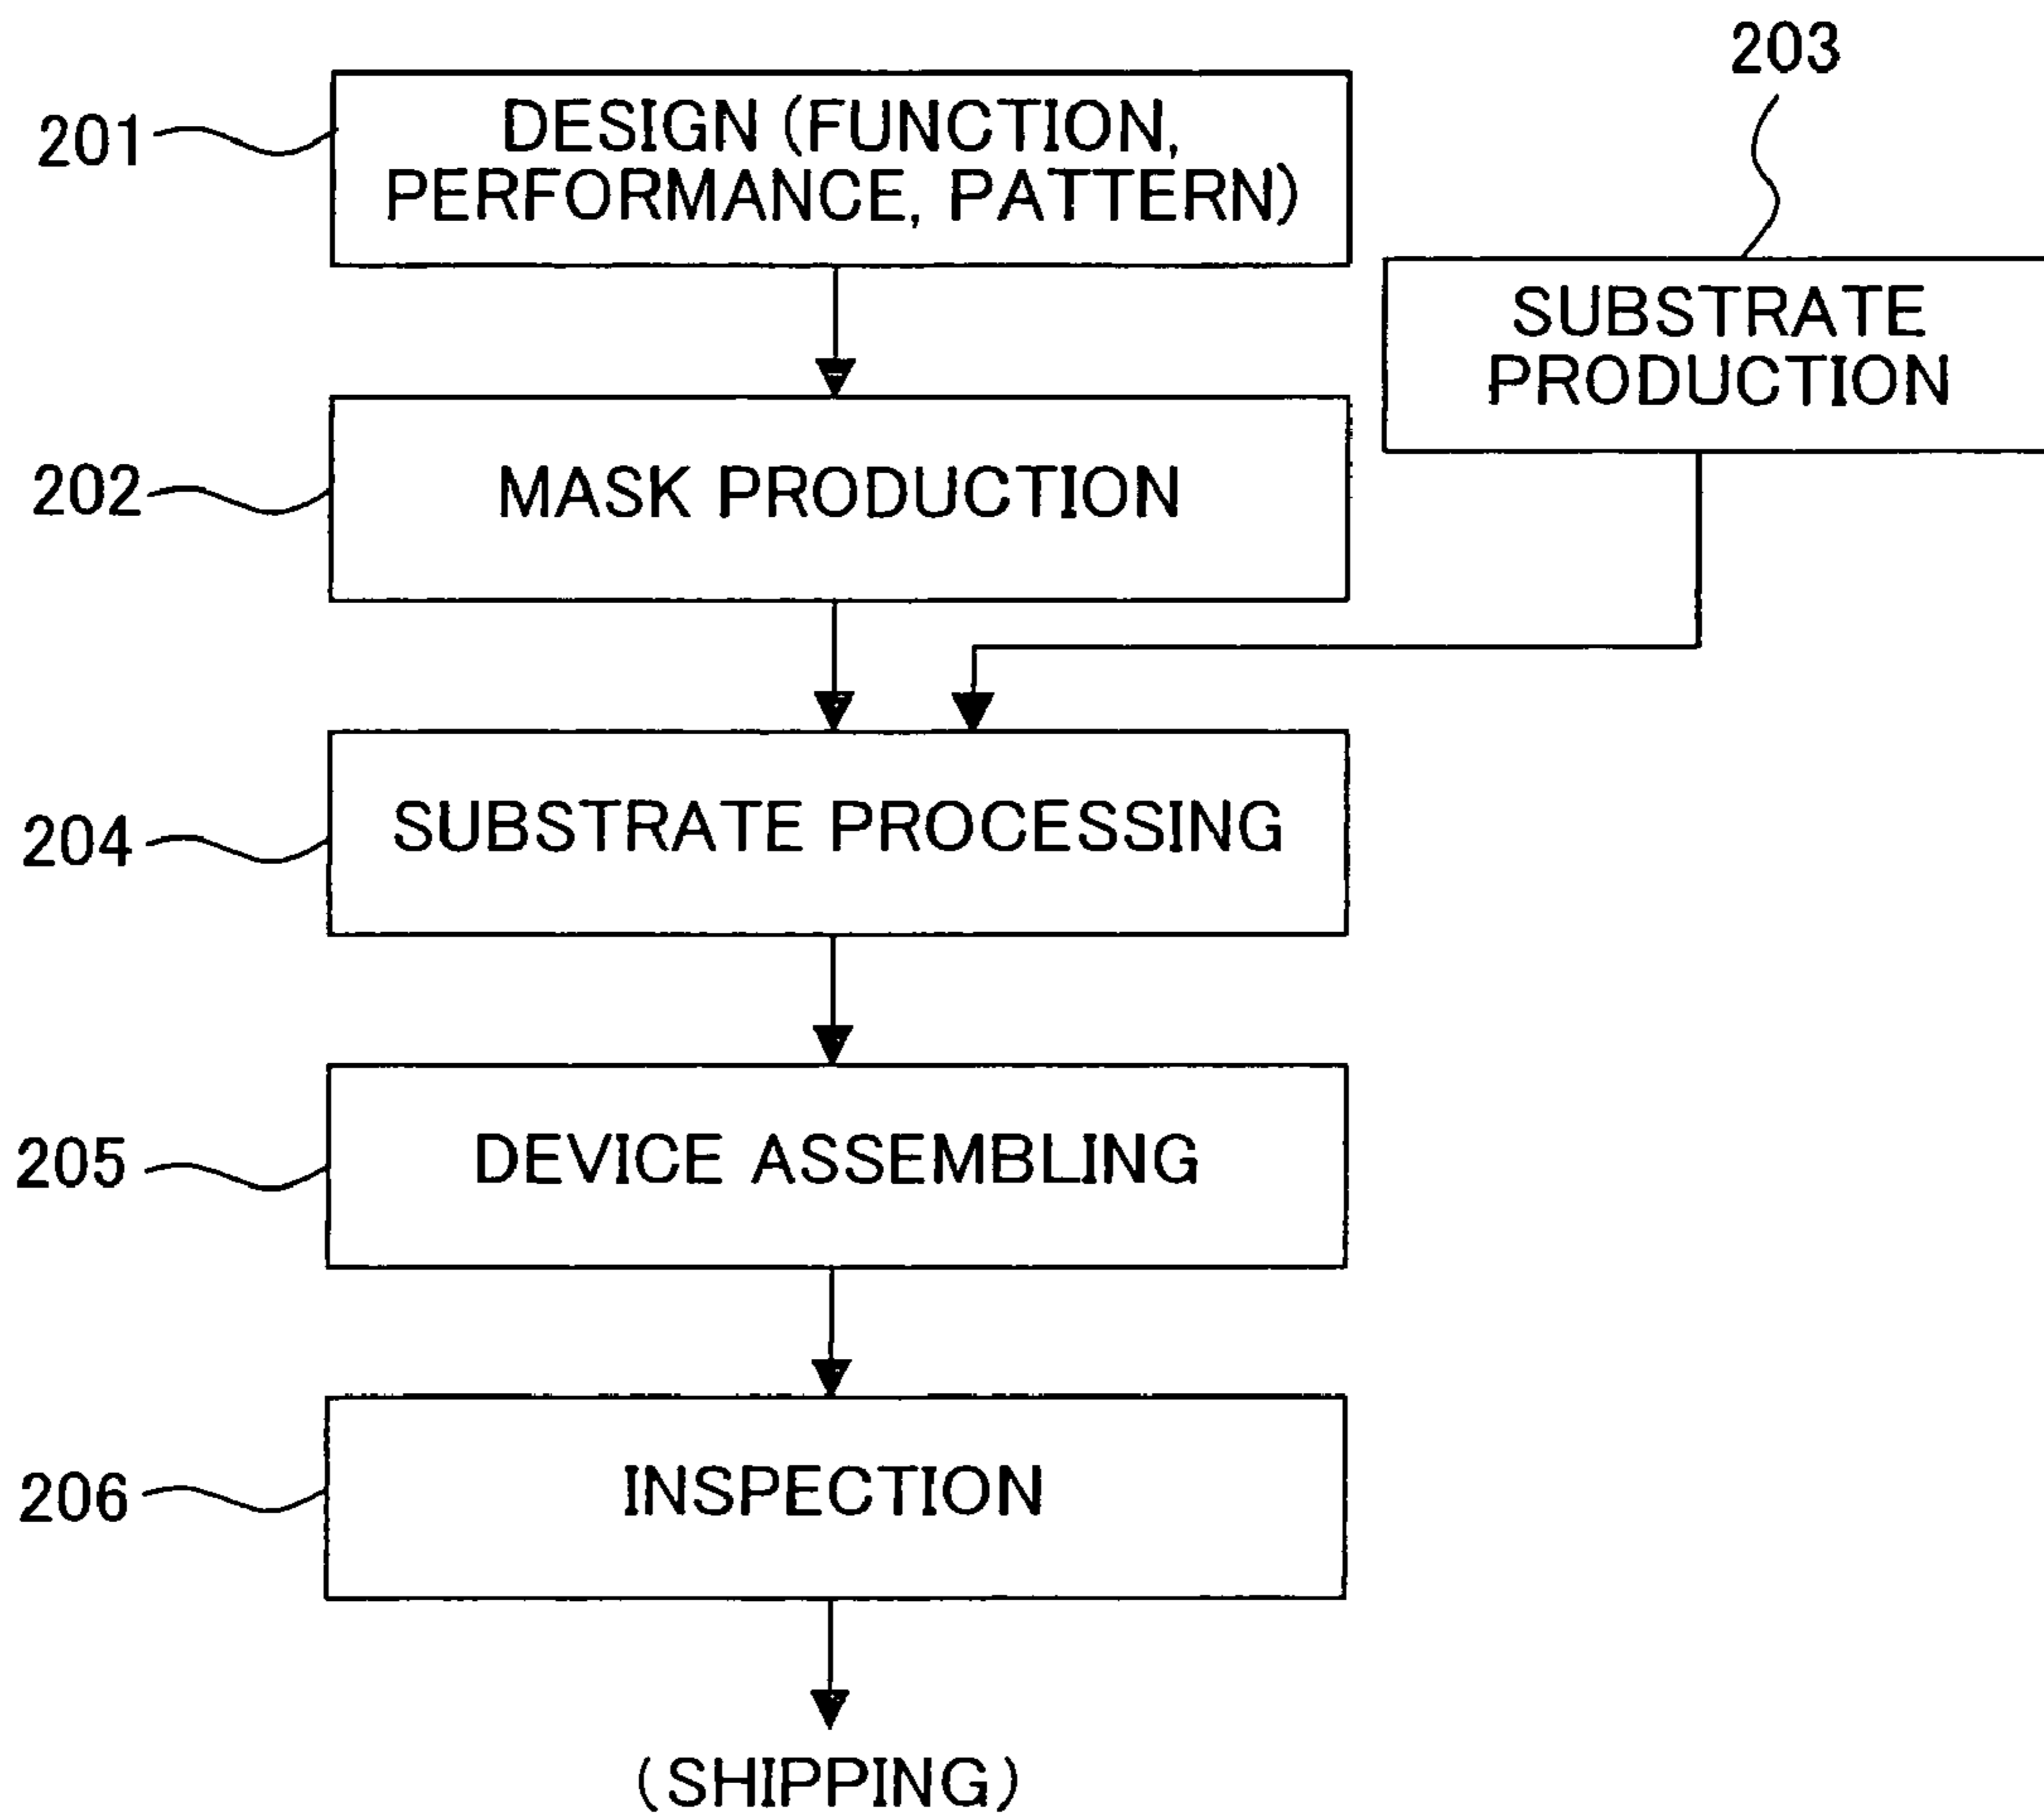 203
201
DESIGN (FUNCTION,
PERFORMANCE, PATTERN)
SUBSTRATE
PRODUCTION
202
MASK PRODUCTION
204
SUBSTRATE PROCESSING
205
DEVICE ASSEMBLING
206
INSPECTION
(SHIPPING)